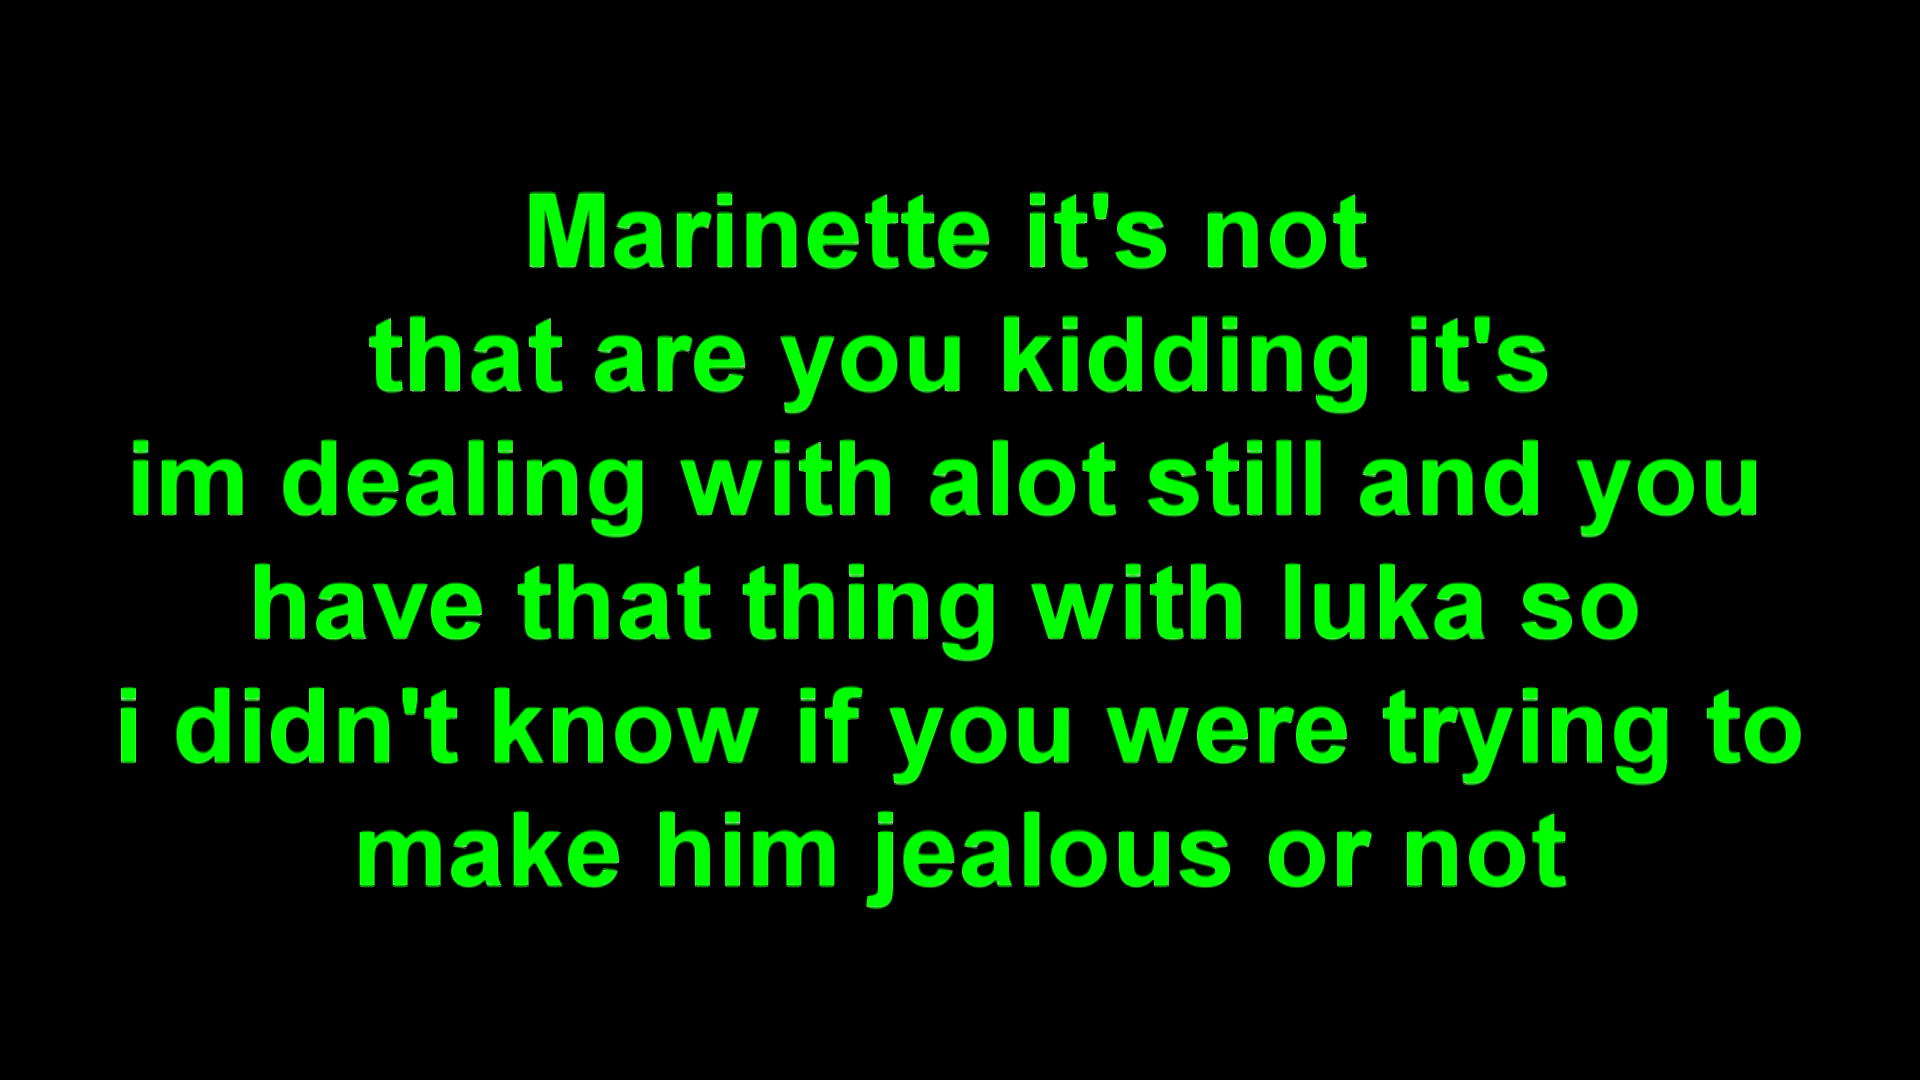 Marinette it's not
that are you kidding it's
im dealing with alot still and you
have that thing with luka so
i didn't know if you were trying to
make him jealous or not